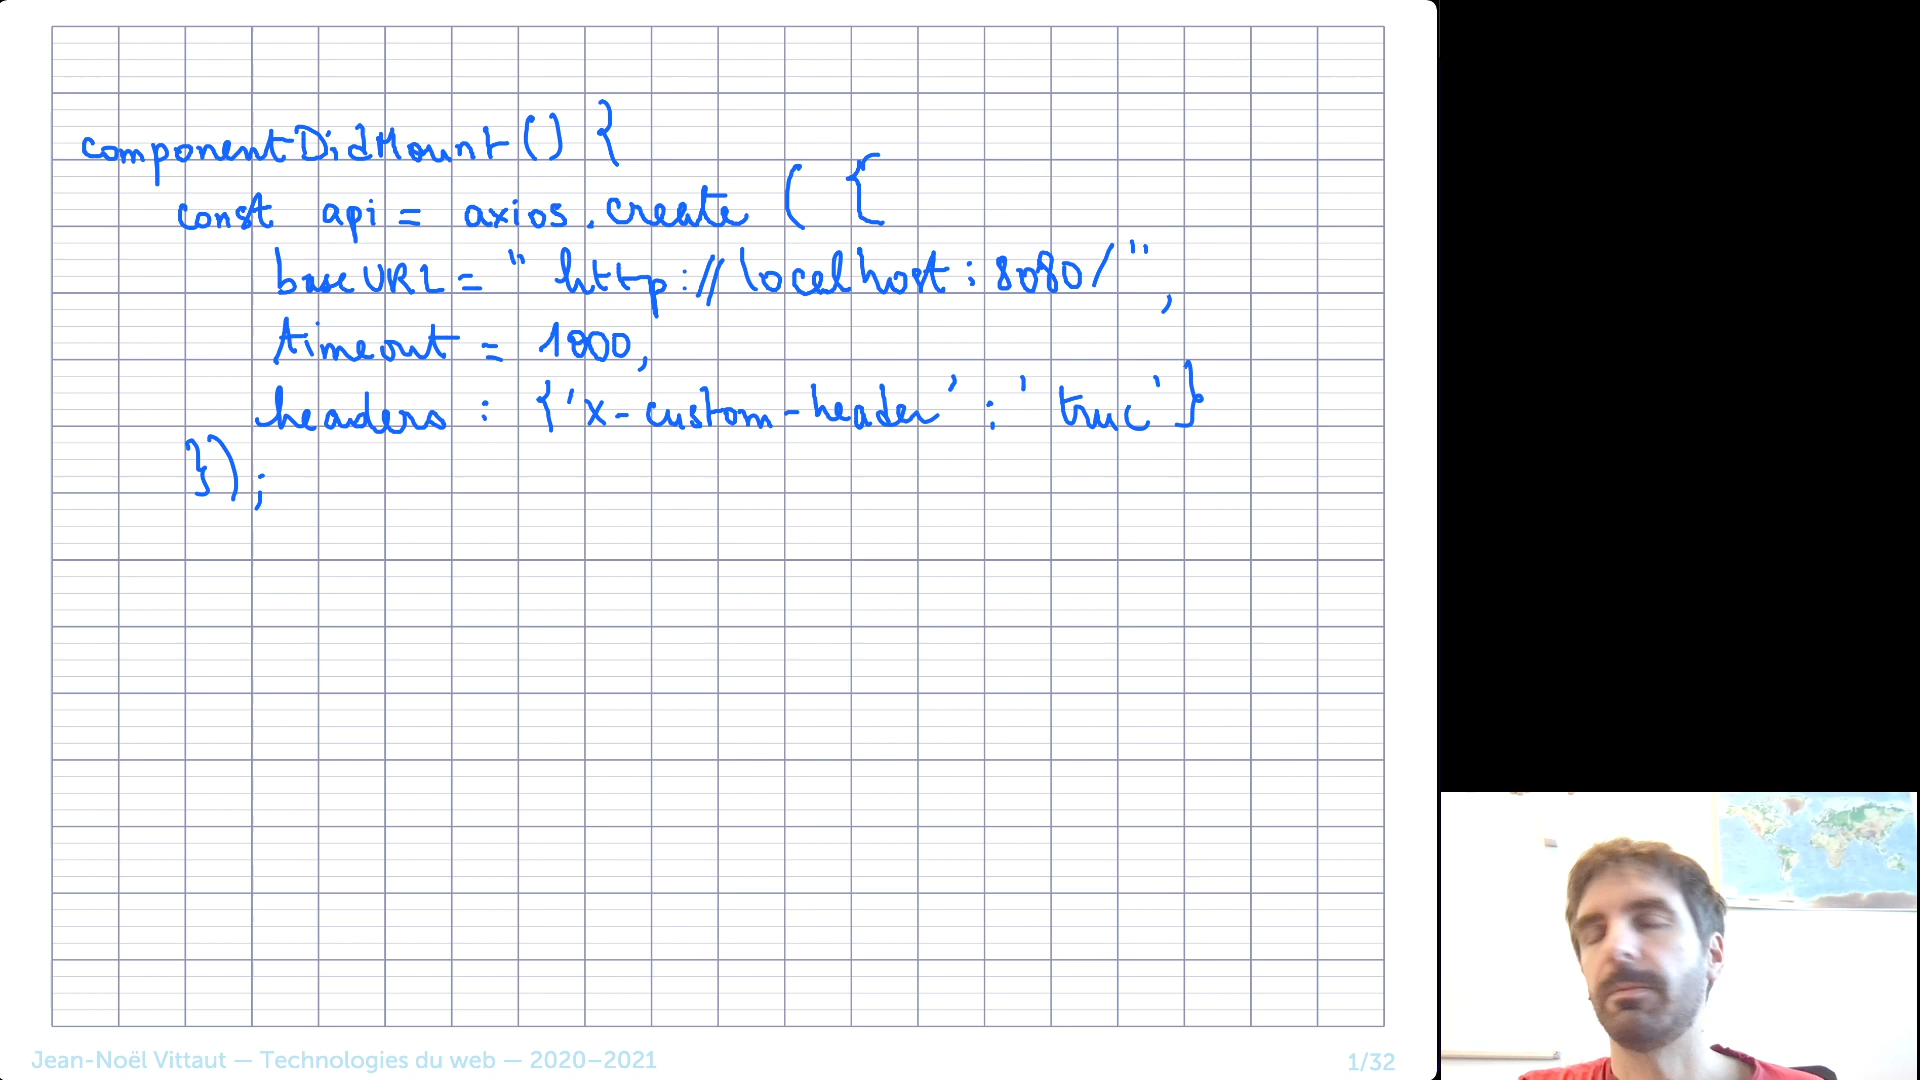 componentDidMount() {
const api = axios.create ( {
baseURL = "http://localhost:8080/",
timeout = 1000,
headers : {'x-custom-header' : 'truc'}
});
Jean-Noël Vittaut — Technologies du web — 2020–2021
1/32